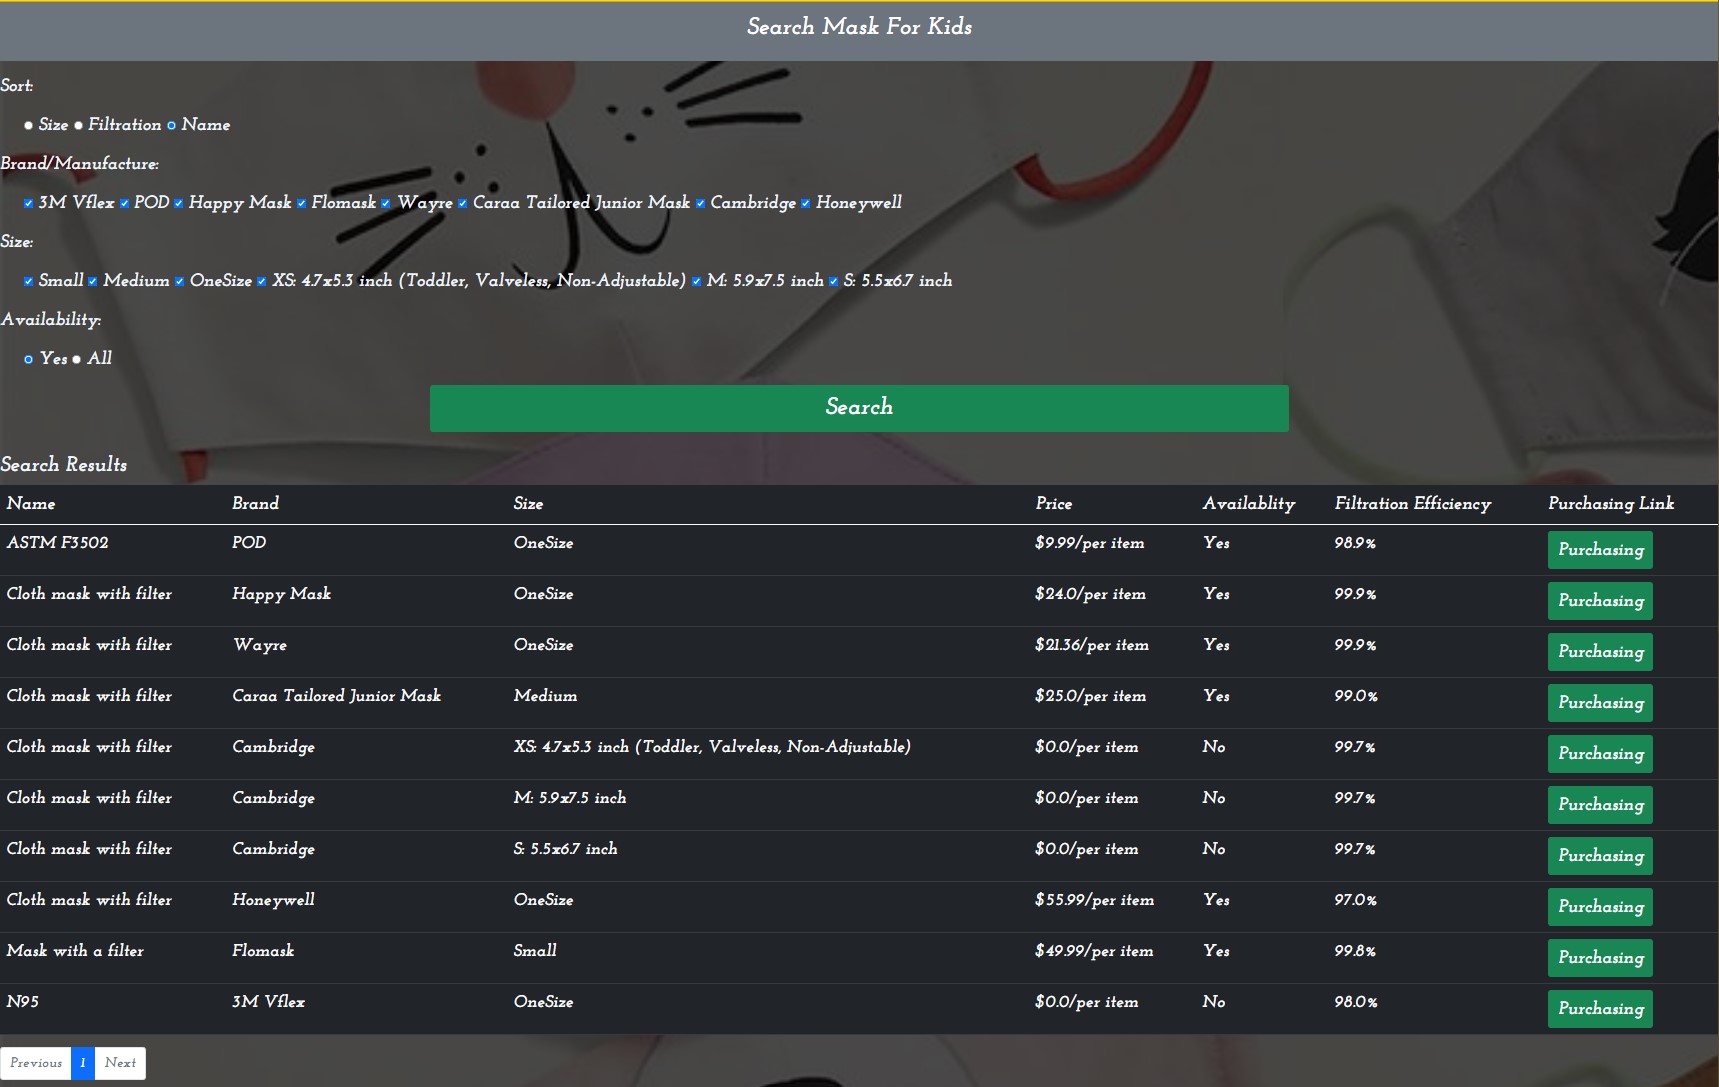 Search Mask For Kids
Sort:
Size Filtration Name
Brand/Manufacture:
3M Vflex POD Happy Mask Flomask Wayre Caraa Tailored Junior Mask Cambridge Honeywell
Size:
Small Medium OneSize XS: 4.7x5.3 inch (Toddler, Valveless, Non-Adjustable) M: 5.9x7.5 inch S: 5.5x6.7 inch
Availability:
Yes All
Search
Search Results
Name Brand Size Price Availablity Filtration Efficiency Purchasing Link
ASTM F3502 POD OneSize $9.99/per item Yes 98.9% Purchasing
Cloth mask with filter Happy Mask OneSize $24.0/per item Yes 99.9% Purchasing
Cloth mask with filter Wayre OneSize $21.36/per item Yes 99.9% Purchasing
Cloth mask with filter Caraa Tailored Junior Mask Medium $25.0/per item Yes 99.0% Purchasing
Cloth mask with filter Cambridge XS: 4.7x5.3 inch (Toddler, Valveless, Non-Adjustable) $0.0/per item No 99.7% Purchasing
Cloth mask with filter Cambridge M: 5.9x7.5 inch $0.0/per item No 99.7% Purchasing
Cloth mask with filter Cambridge S: 5.5x6.7 inch $0.0/per item No 99.7% Purchasing
Cloth mask with filter Honeywell OneSize $55.99/per item Yes 97.0% Purchasing
Mask with a filter Flomask Small $49.99/per item Yes 99.8% Purchasing
N95 3M Vflex OneSize $0.0/per item No 98.0% Purchasing
Previous 1 Next